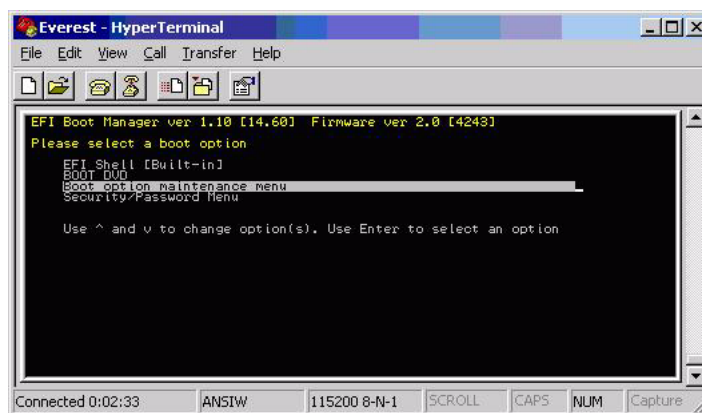 Everest - HyperTerminal
File Edit View Call Transfer Help
EFI Boot Manager ver 1.10 [14.60] Firmware ver 2.0 [4243]
Please select a boot option
EFI Shell [Built-in]
BOOT DVD
Boot option maintenance menu
Security/Password Menu
Use ^ and v to change option(s). Use Enter to select an option
Connected 0:02:33 ANSIW 115200 8-N-1 SCROLL CAPS NUM Capture